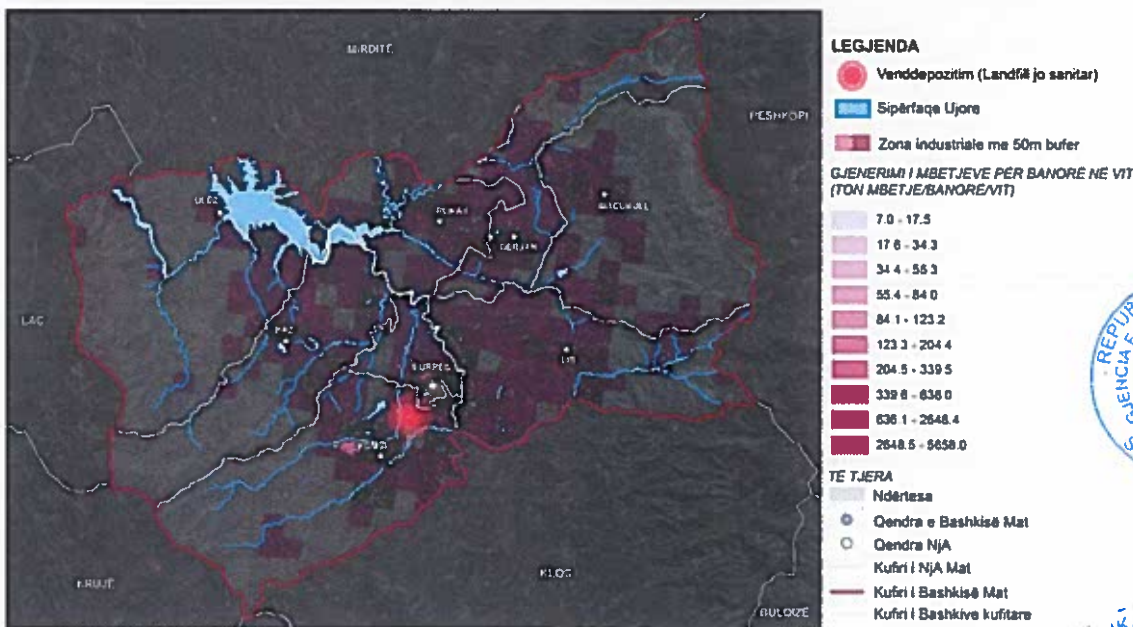 MIRDITË
PESHKOPI
ULËZ
RUKAJ
MACUKULL
DERJAN
LAÇ
BAZ
LIS
BURREL
KOMSI
KRUJË
KLOS
BULQIZË
LEGJENDA
Venddepozitim (Landfill jo sanitar)
Sipërfaqe Ujore
Zona industriale me 50m bufer
GJENERIMI I MBETJEVE PËR BANORË NË VIT
(TON MBETJE/BANORË/VIT)
7.0 - 17.5
17.6 - 34.3
34.4 - 55.3
55.4 - 84.0
84.1 - 123.2
123.3 - 204.4
204.5 - 339.5
339.6 - 636.0
636.1 - 2648.4
2648.5 - 5658.0
TË TJERA
Ndërtesa
Qendra e Bashkisë Mat
Qendra NjA
Kufiri i NjA Mat
Kufiri i Bashkisë Mat
Kufiri i Bashkive kufitare